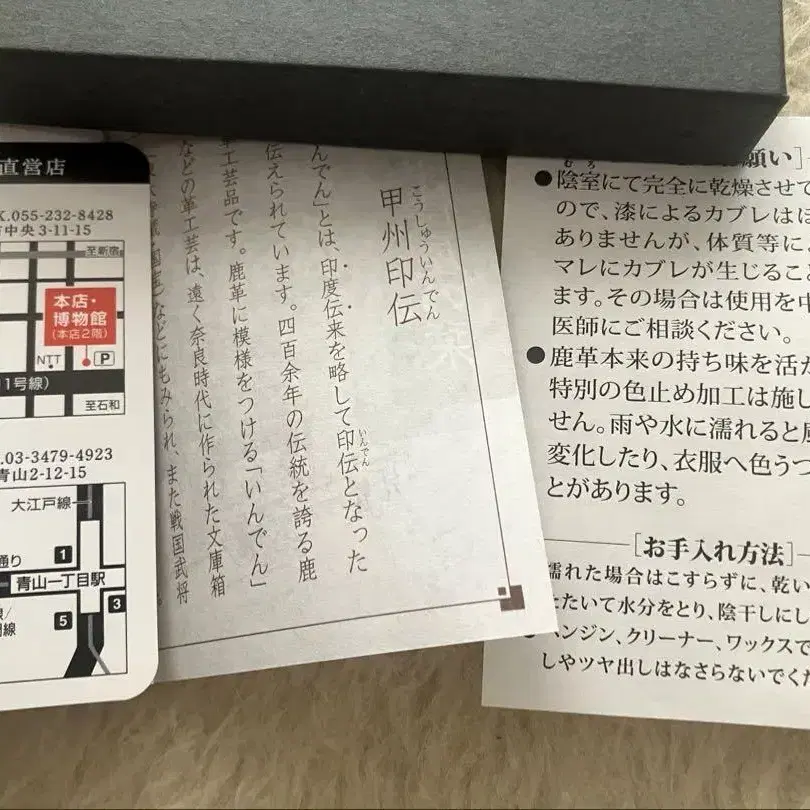 直営店
X.055-232-8428
中央 3-11-15
至新宿
本店・
博物館
(本店2階)
NTT
P
1号線)
至石和
.03-3479-4923
青山2-12-15
大江戸線
通り
1
青山一丁目駅
3
線/
線
5
こうしゅういんでん
甲州印伝
んでん」とは、印度伝来を略して印伝となった
いんでん
伝えられています。四百余年の伝統を誇る鹿
革工芸品です。鹿革に模様をつける「いんでん」
などの革工芸は、遠く奈良時代に作られた文庫箱
などにもみられ、また戦国武将
願い]
むろ
●陰室にて完全に乾燥させて
ので、漆によるカブレはほ
ありませんが、体質等に、
マレにカブレが生じること
ます。その場合は使用を中
医師にご相談ください。
●鹿革本来の持ち味を活か
特別の色止め加工は施し
せん。雨や水に濡れると風
変化したり、衣服へ色うつ
とがあります。
[お手入れ方法]
濡れた場合はこすらずに、乾い
たたいて水分をとり、陰干しにし
ベンジン、クリーナー、ワックスで
しやツヤ出しはなさらないでくだ